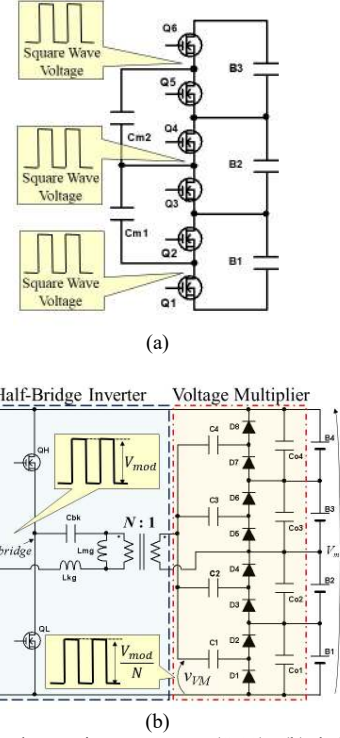 Q6
Square Wave
Voltage
Q5
B3
Cm2
Q4
Square Wave
Voltage
Q3
B2
Cm1
Q2
Square Wave
Voltage
Q1
B1
(a)
Half-Bridge Inverter
Voltage Multiplier
QH
V_mod
bridge
Cbk
Lmg
Lkg
N : 1
C4
D8
D7
Co4
B4
C3
D6
D5
Co3
B3
C2
D4
D3
Co2
B2
C1
D2
D1
Co1
B1
QL
V_mod
N
v_VM
(b)